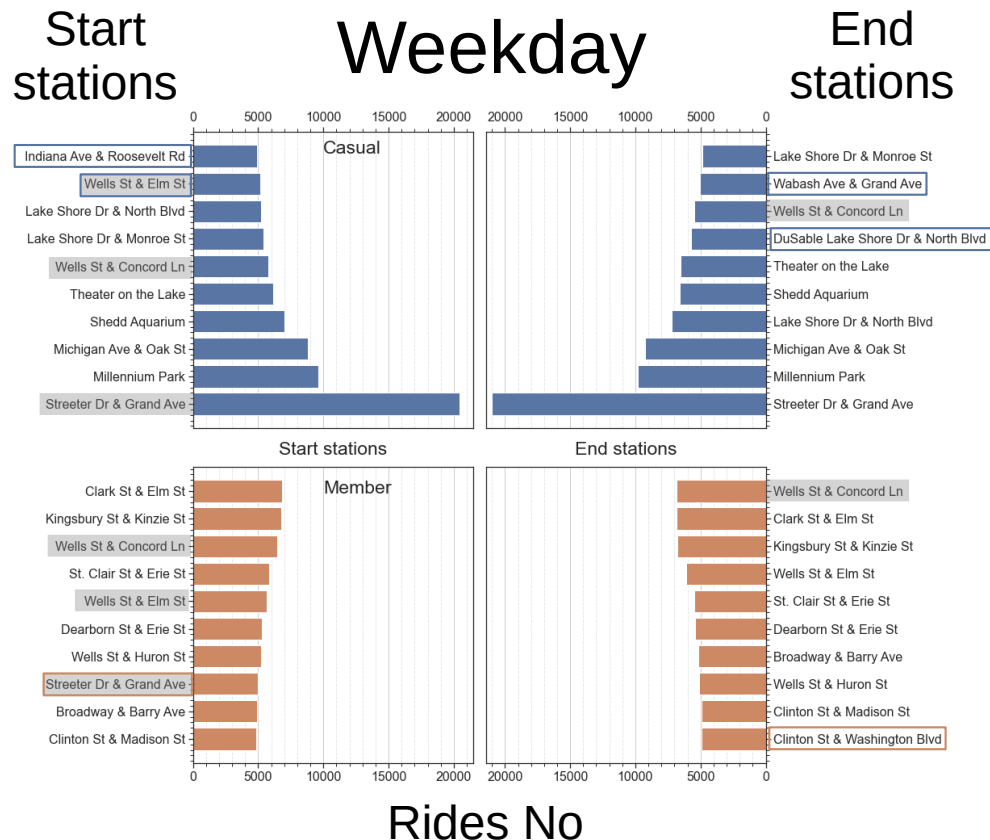 Start
stations
Weekday
End
stations
0 5000 10000 15000 20000
20000 15000 10000 5000 0
Casual
Indiana Ave & Roosevelt Rd
Wells St & Elm St
Lake Shore Dr & North Blvd
Lake Shore Dr & Monroe St
Wells St & Concord Ln
Theater on the Lake
Shedd Aquarium
Michigan Ave & Oak St
Millennium Park
Streeter Dr & Grand Ave
Lake Shore Dr & Monroe St
Wabash Ave & Grand Ave
Wells St & Concord Ln
DuSable Lake Shore Dr & North Blvd
Theater on the Lake
Shedd Aquarium
Lake Shore Dr & North Blvd
Michigan Ave & Oak St
Millennium Park
Streeter Dr & Grand Ave
Start stations
End stations
Member
Clark St & Elm St
Kingsbury St & Kinzie St
Wells St & Concord Ln
St. Clair St & Erie St
Wells St & Elm St
Dearborn St & Erie St
Wells St & Huron St
Streeter Dr & Grand Ave
Broadway & Barry Ave
Clinton St & Madison St
Wells St & Concord Ln
Clark St & Elm St
Kingsbury St & Kinzie St
Wells St & Elm St
St. Clair St & Erie St
Dearborn St & Erie St
Broadway & Barry Ave
Wells St & Huron St
Clinton St & Madison St
Clinton St & Washington Blvd
0 5000 10000 15000 20000
20000 15000 10000 5000 0
Rides No